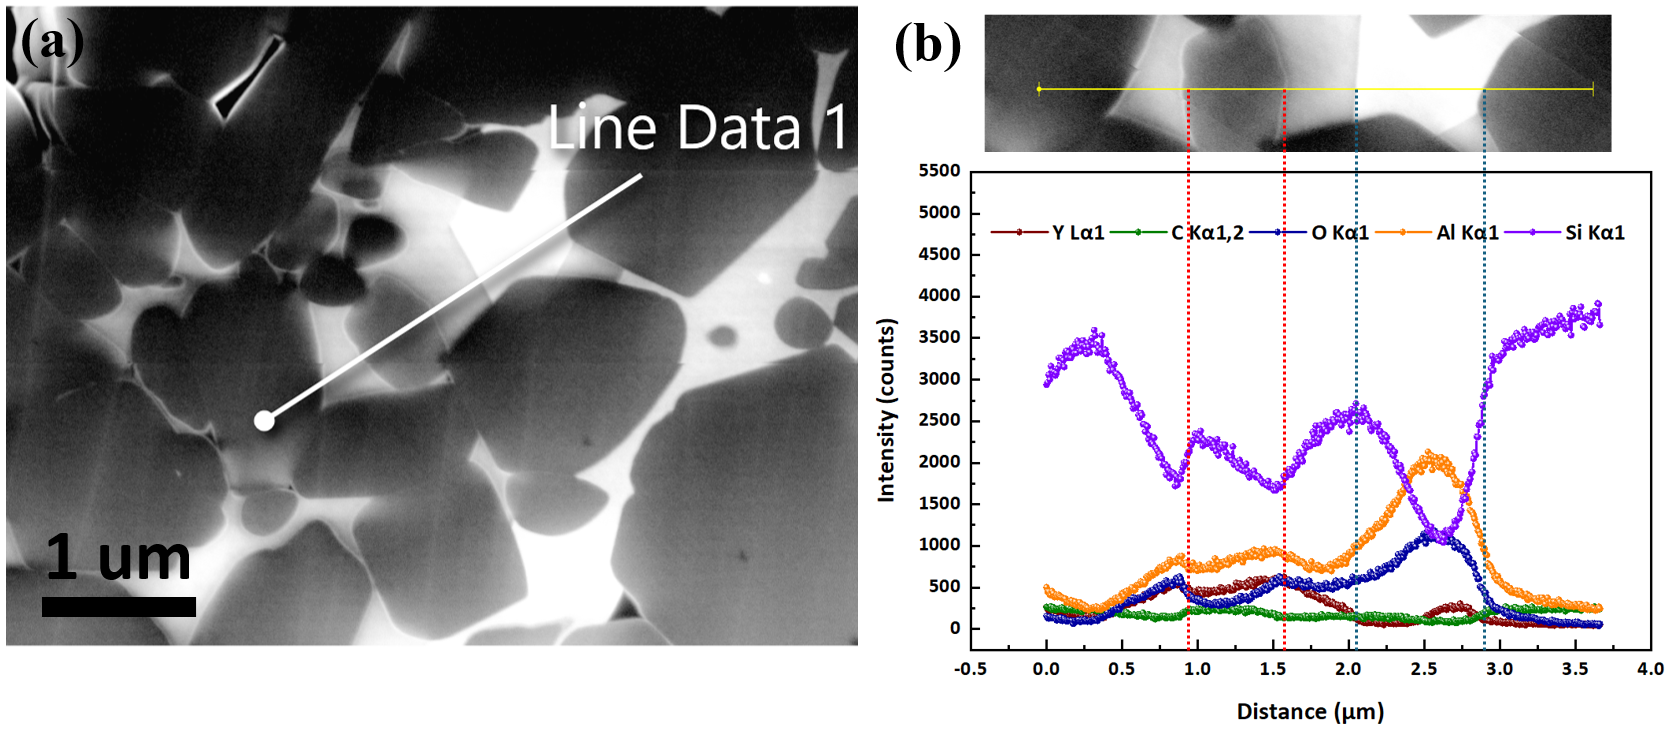 (a)
Line Data 1
1 um
(b)
5500
5000
4500
4000
3500
3000
2500
2000
1500
1000
500
0
Y Lα1 C Kα1,2 O Kα1 Al Kα1 Si Kα1
Intensity (counts)
-0.5 0.0 0.5 1.0 1.5 2.0 2.5 3.0 3.5 4.0
Distance (μm)